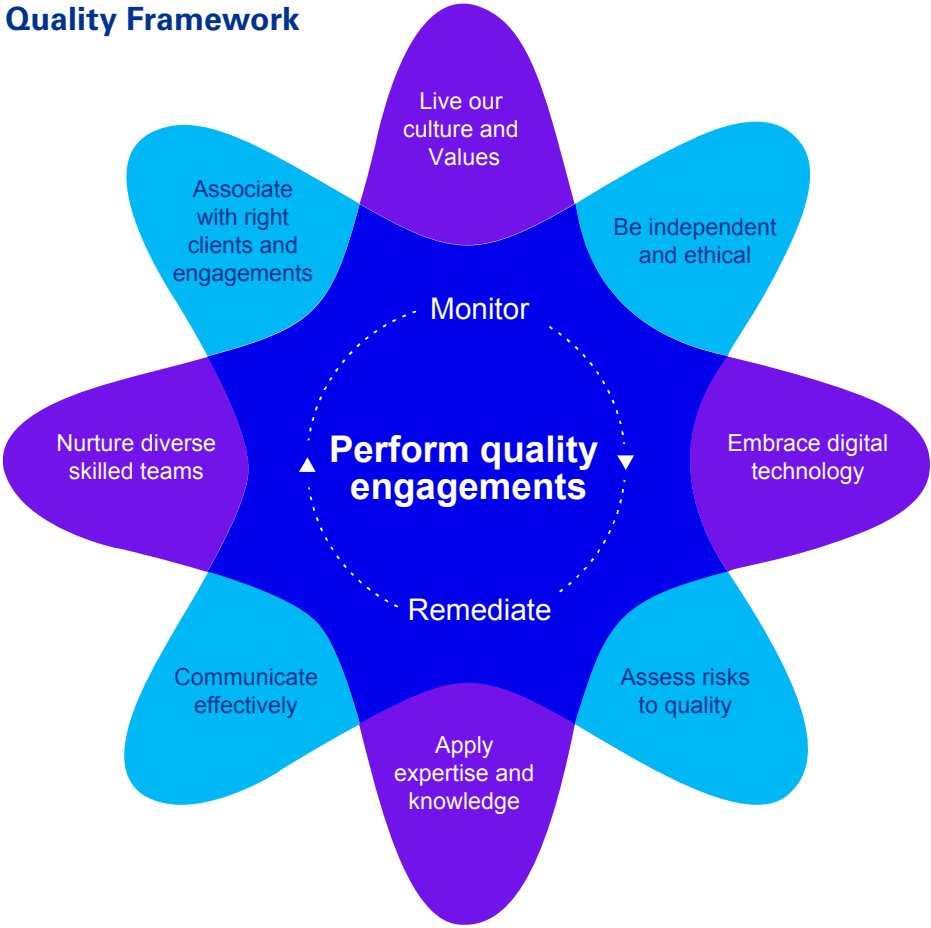 Quality Framework
Live our
culture and
Values
Associate
with right
clients and
engagements
Be independent
and ethical
Monitor
Nurture diverse
skilled teams
Perform quality
engagements
Embrace digital
technology
Remediate
Communicate
effectively
Assess risks
to quality
Apply
expertise and
knowledge